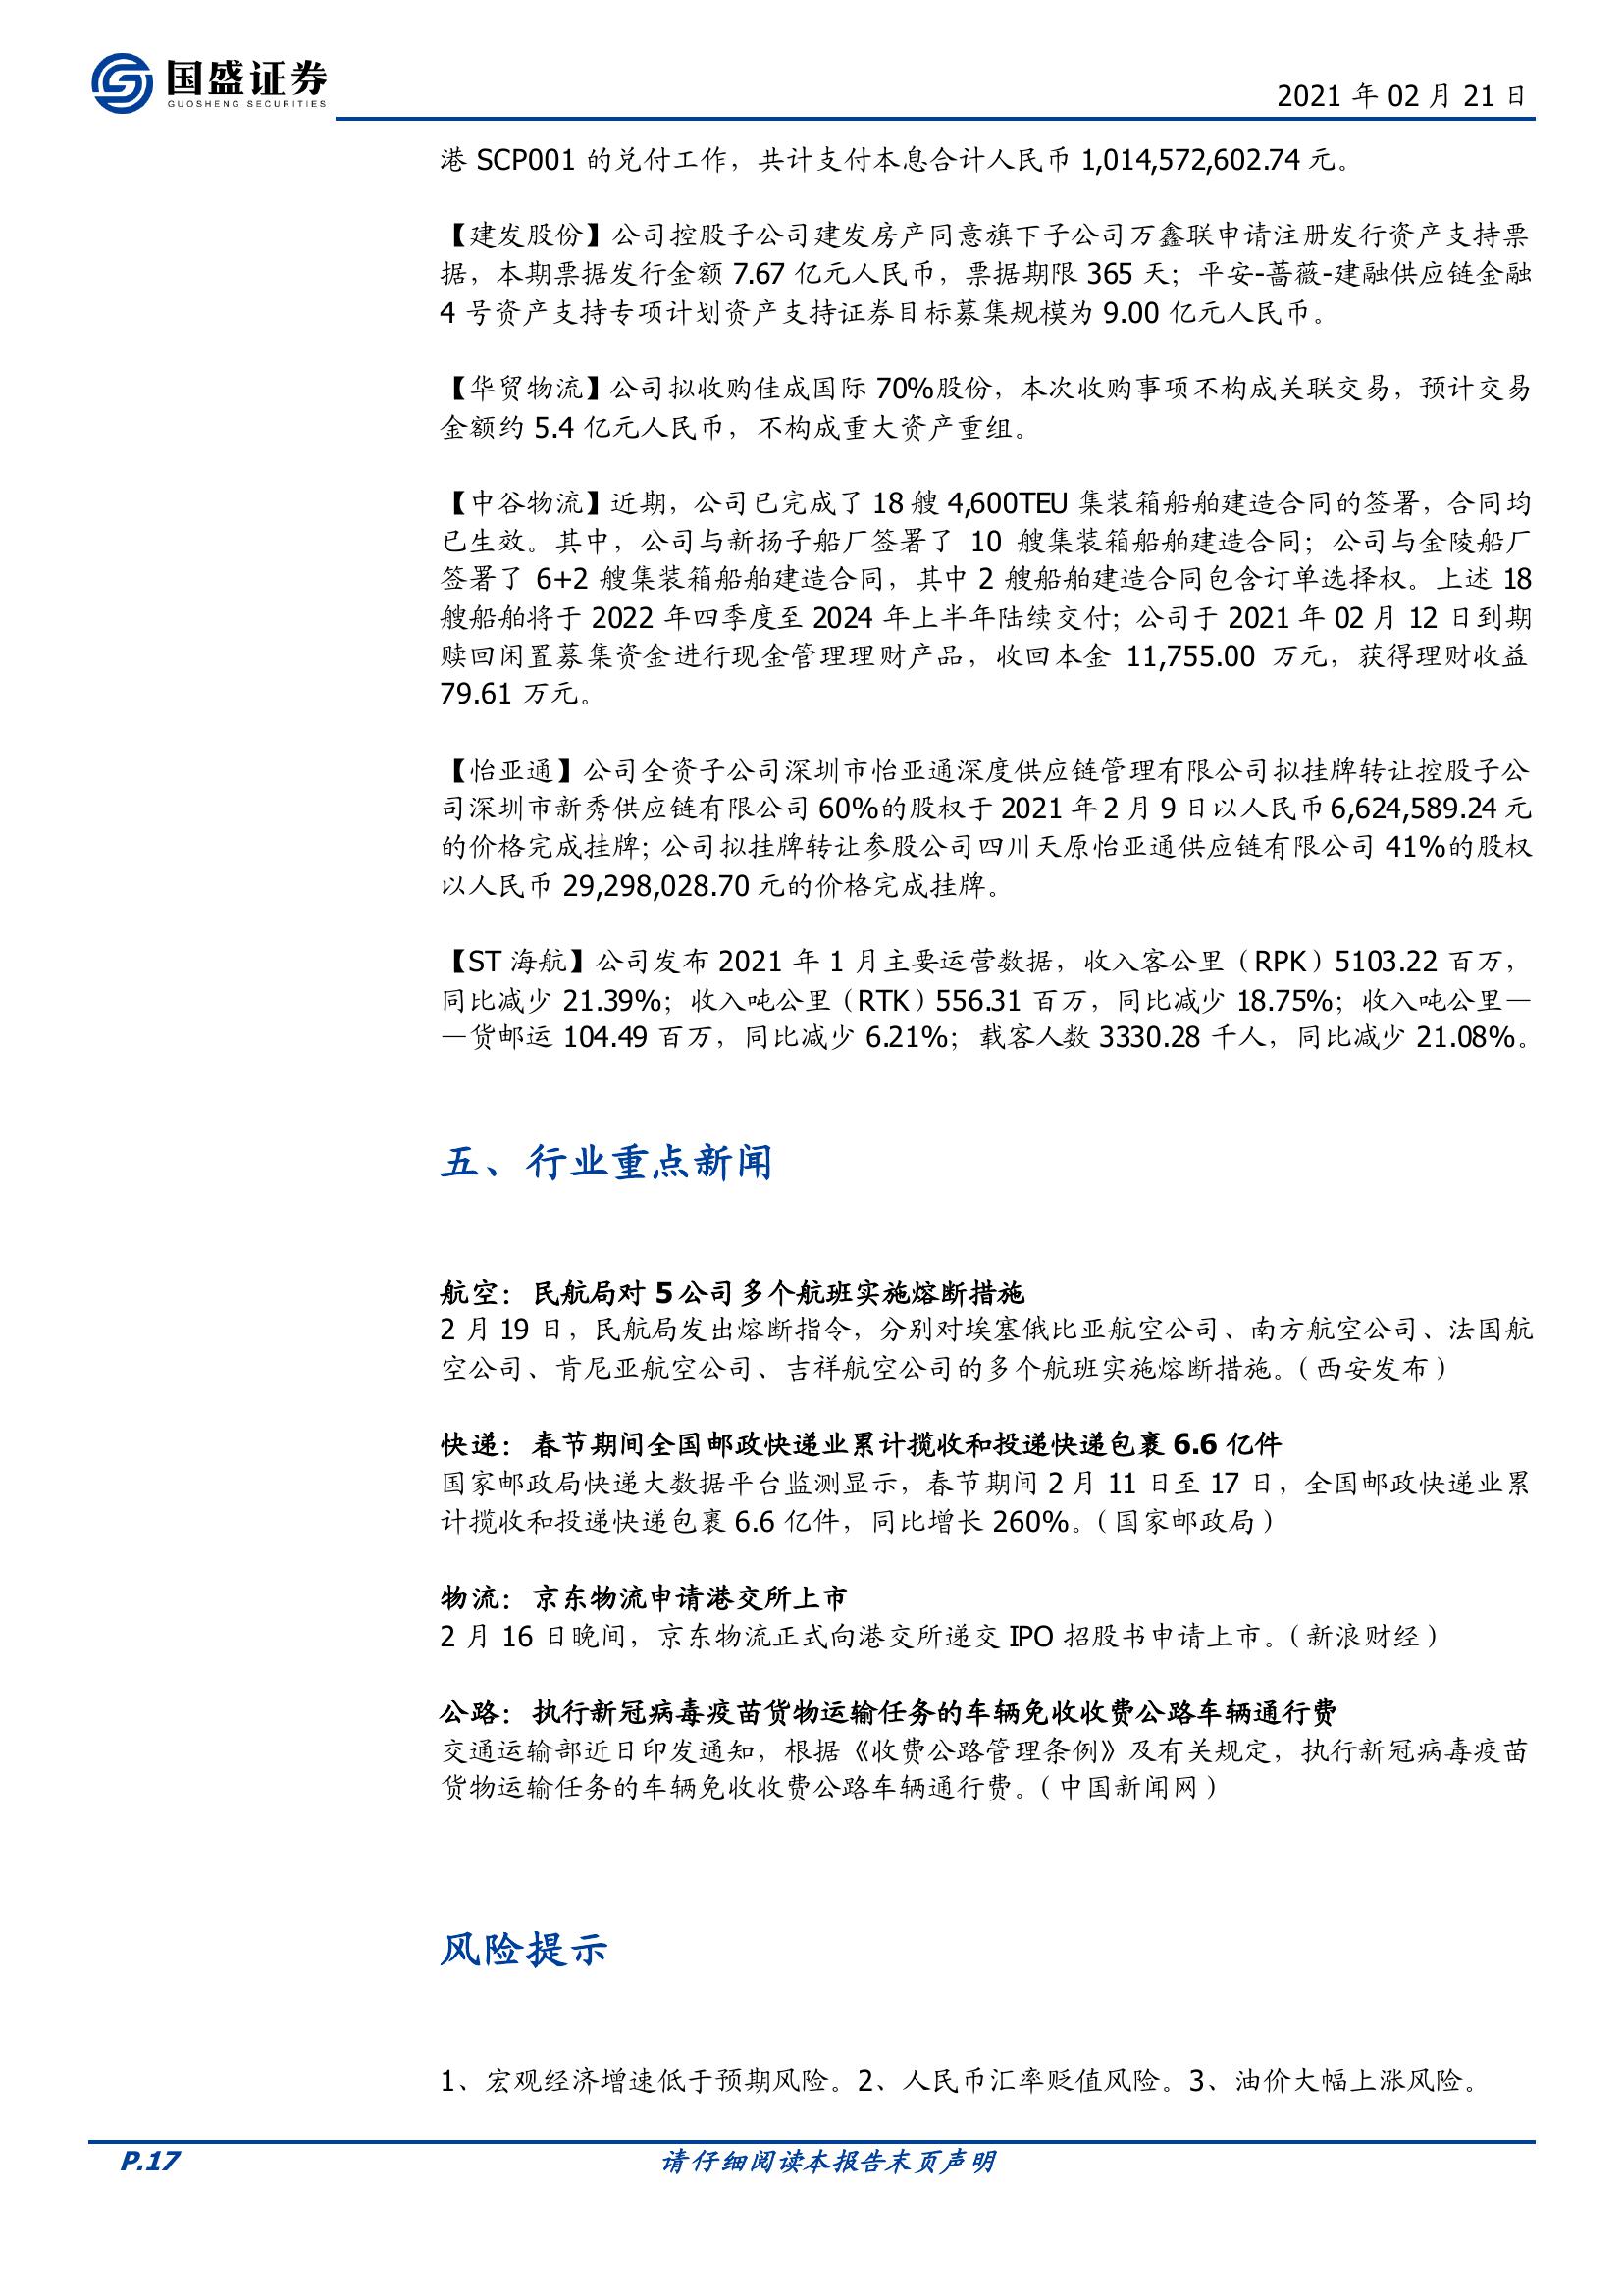 国盛证券
GUOSHENG SECURITIES
2021 年 02 月 21 日
港 SCP001 的兑付工作，共计支付本息合计人民币 1,014,572,602.74 元。
【建发股份】公司控股子公司建发房产同意旗下子公司万鑫联申请注册发行资产支持票
据，本期票据发行金额 7.67 亿元人民币，票据期限 365 天；平安-蔷薇-建融供应链金融
4 号资产支持专项计划资产支持证券目标募集规模为 9.00 亿元人民币。
【华贸物流】公司拟收购佳成国际 70%股份，本次收购事项不构成关联交易，预计交易
金额约 5.4 亿元人民币，不构成重大资产重组。
【中谷物流】近期，公司已完成了 18 艘 4,600TEU 集装箱船舶建造合同的签署，合同均
已生效。其中，公司与新扬子船厂签署了 10 艘集装箱船舶建造合同；公司与金陵船厂
签署了 6+2 艘集装箱船舶建造合同，其中 2 艘船舶建造合同包含订单选择权。上述 18
艘船舶将于 2022 年四季度至 2024 年上半年陆续交付；公司于 2021 年 02 月 12 日到期
赎回闲置募集资金进行现金管理理财产品，收回本金 11,755.00 万元，获得理财收益
79.61 万元。
【怡亚通】公司全资子公司深圳市怡亚通深度供应链管理有限公司拟挂牌转让控股子公
司深圳市新秀供应链有限公司 60%的股权于 2021 年 2 月 9 日以人民币 6,624,589.24 元
的价格完成挂牌；公司拟挂牌转让参股公司四川天原怡亚通供应链有限公司 41%的股权
以人民币 29,298,028.70 元的价格完成挂牌。
【ST 海航】公司发布 2021 年 1 月主要运营数据，收入客公里（RPK）5103.22 百万，
同比减少 21.39%；收入吨公里（RTK）556.31 百万，同比减少 18.75%；收入吨公里—
—货邮运 104.49 百万，同比减少 6.21%；载客人数 3330.28 千人，同比减少 21.08%。
五、行业重点新闻
航空：民航局对 5 公司多个航班实施熔断措施
2 月 19 日，民航局发出熔断指令，分别对埃塞俄比亚航空公司、南方航空公司、法国航
空公司、肯尼亚航空公司、吉祥航空公司的多个航班实施熔断措施。（西安发布）
快递：春节期间全国邮政快递业累计揽收和投递快递包裹 6.6 亿件
国家邮政局快递大数据平台监测显示，春节期间 2 月 11 日至 17 日，全国邮政快递业累
计揽收和投递快递包裹 6.6 亿件，同比增长 260%。（国家邮政局）
物流：京东物流申请港交所上市
2 月 16 日晚间，京东物流正式向港交所递交 IPO 招股书申请上市。（新浪财经）
公路：执行新冠病毒疫苗货物运输任务的车辆免收收费公路车辆通行费
交通运输部近日印发通知，根据《收费公路管理条例》及有关规定，执行新冠病毒疫苗
货物运输任务的车辆免收收费公路车辆通行费。（中国新闻网）
风险提示
1、宏观经济增速低于预期风险。2、人民币汇率贬值风险。3、油价大幅上涨风险。
P.17
请仔细阅读本报告末页声明